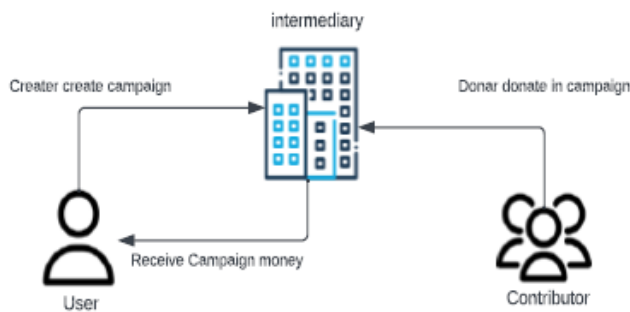 intermediary
Creater create campaign
Donar donate in campaign
Receive Campaign money
User
Contributor